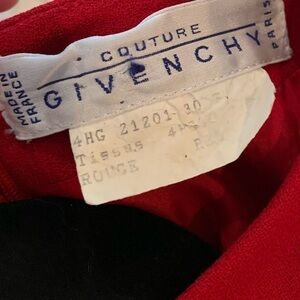 COUTURE
MADE IN FRANCE
GIVENCHY
PARIS
4HG 21201 30
Tissus
ROUGE